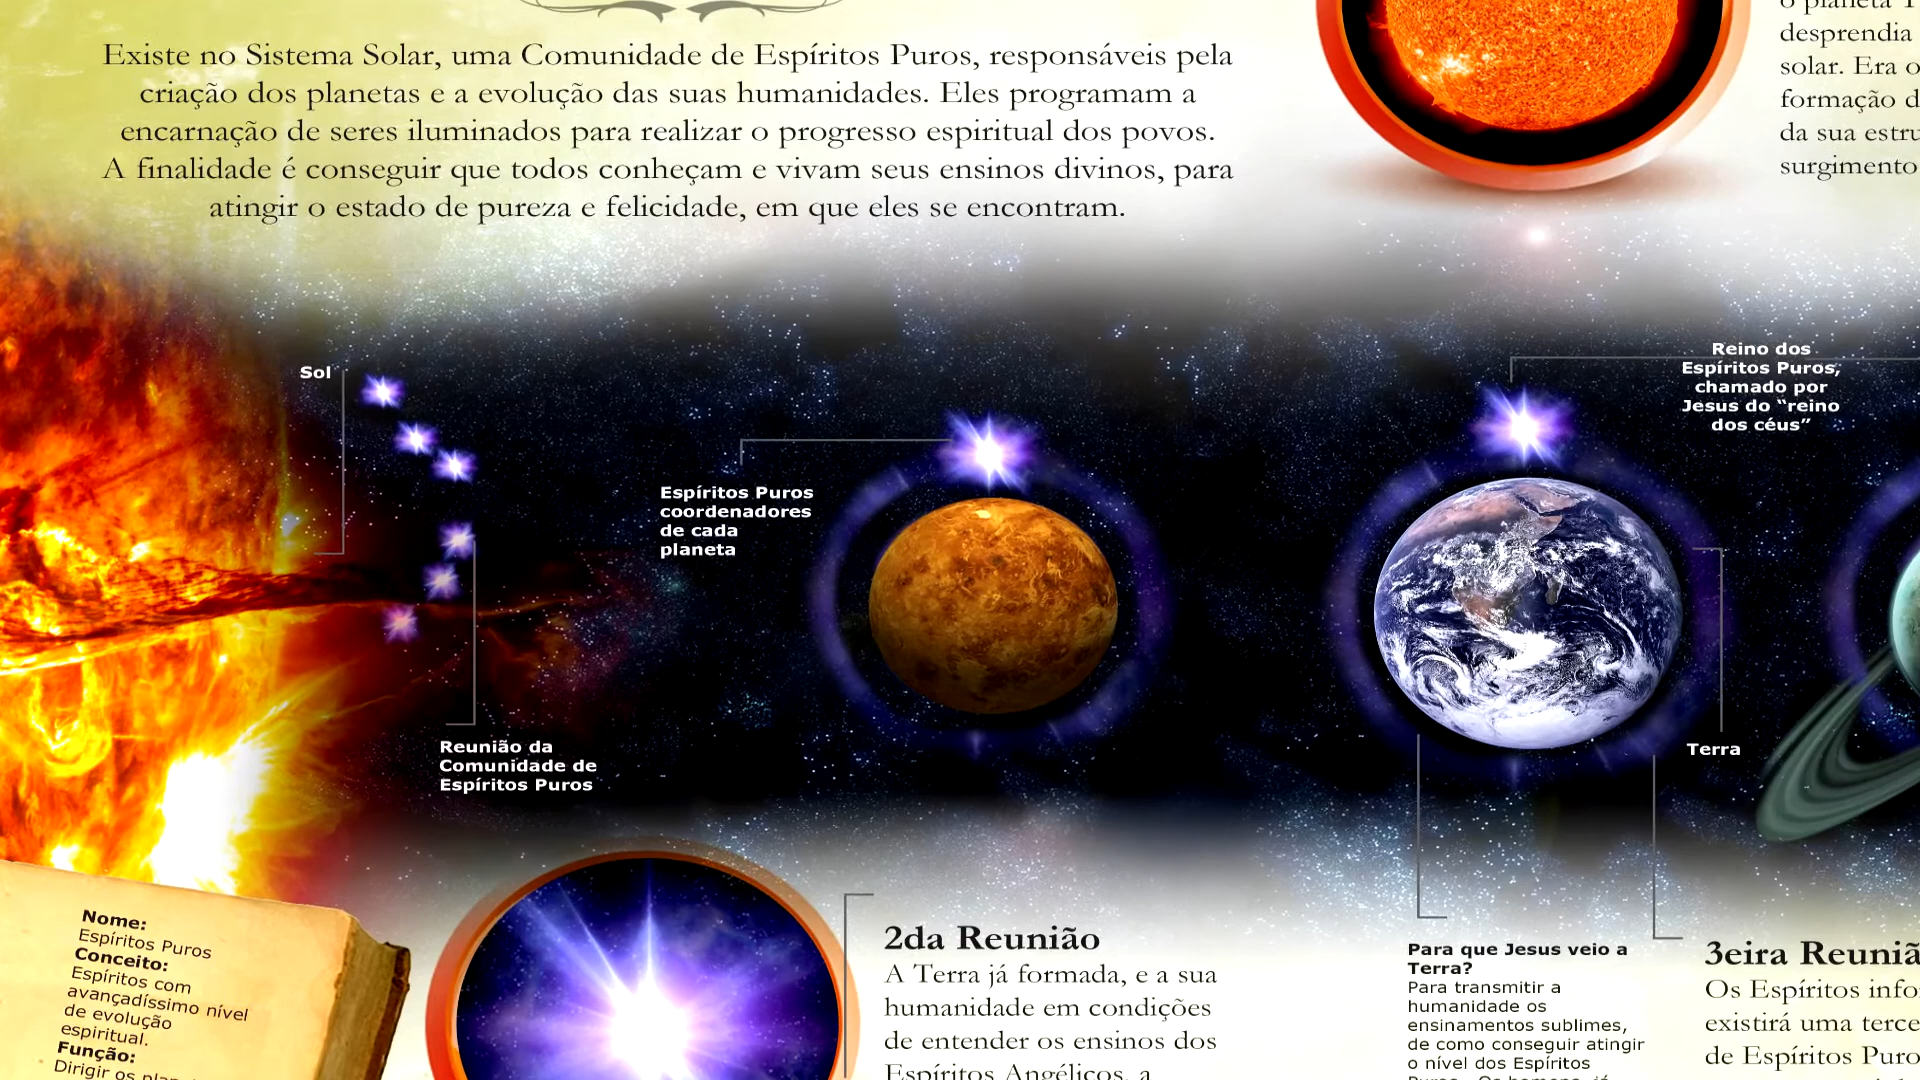 Existe no Sistema Solar, uma Comunidade de Espíritos Puros, responsáveis pela
criação dos planetas e a evolução das suas humanidades. Eles programam a
encarnação de seres iluminados para realizar o progresso espiritual dos povos.
A finalidade é conseguir que todos conheçam e vivam seus ensinos divinos, para
atingir o estado de pureza e felicidade, em que eles se encontram.
o planeta
desprendia
solar. Era
formação
da sua
surgimento
Sol
Reino dos
Espíritos Puros,
chamado por
Jesus do “reino
dos céus”
Espíritos Puros
coordenadores
de cada
planeta
Reunião da
Comunidade de
Espíritos Puros
Terra
Nome:
Espíritos Puros
Conceito:
Espíritos com
avançadíssimo nível
de evolução
espiritual.
Função:
Dirigir os
2da Reunião
A Terra já formada, e a sua
humanidade em condições
de entender os ensinos dos
Espíritos Angélicos, a
Para que Jesus veio a
Terra?
Para transmitir a
humanidade os
ensinamentos sublimes,
de como conseguir atingir
o nível dos Espíritos
3eira
Os Espíritos
existirá uma
de Espíritos